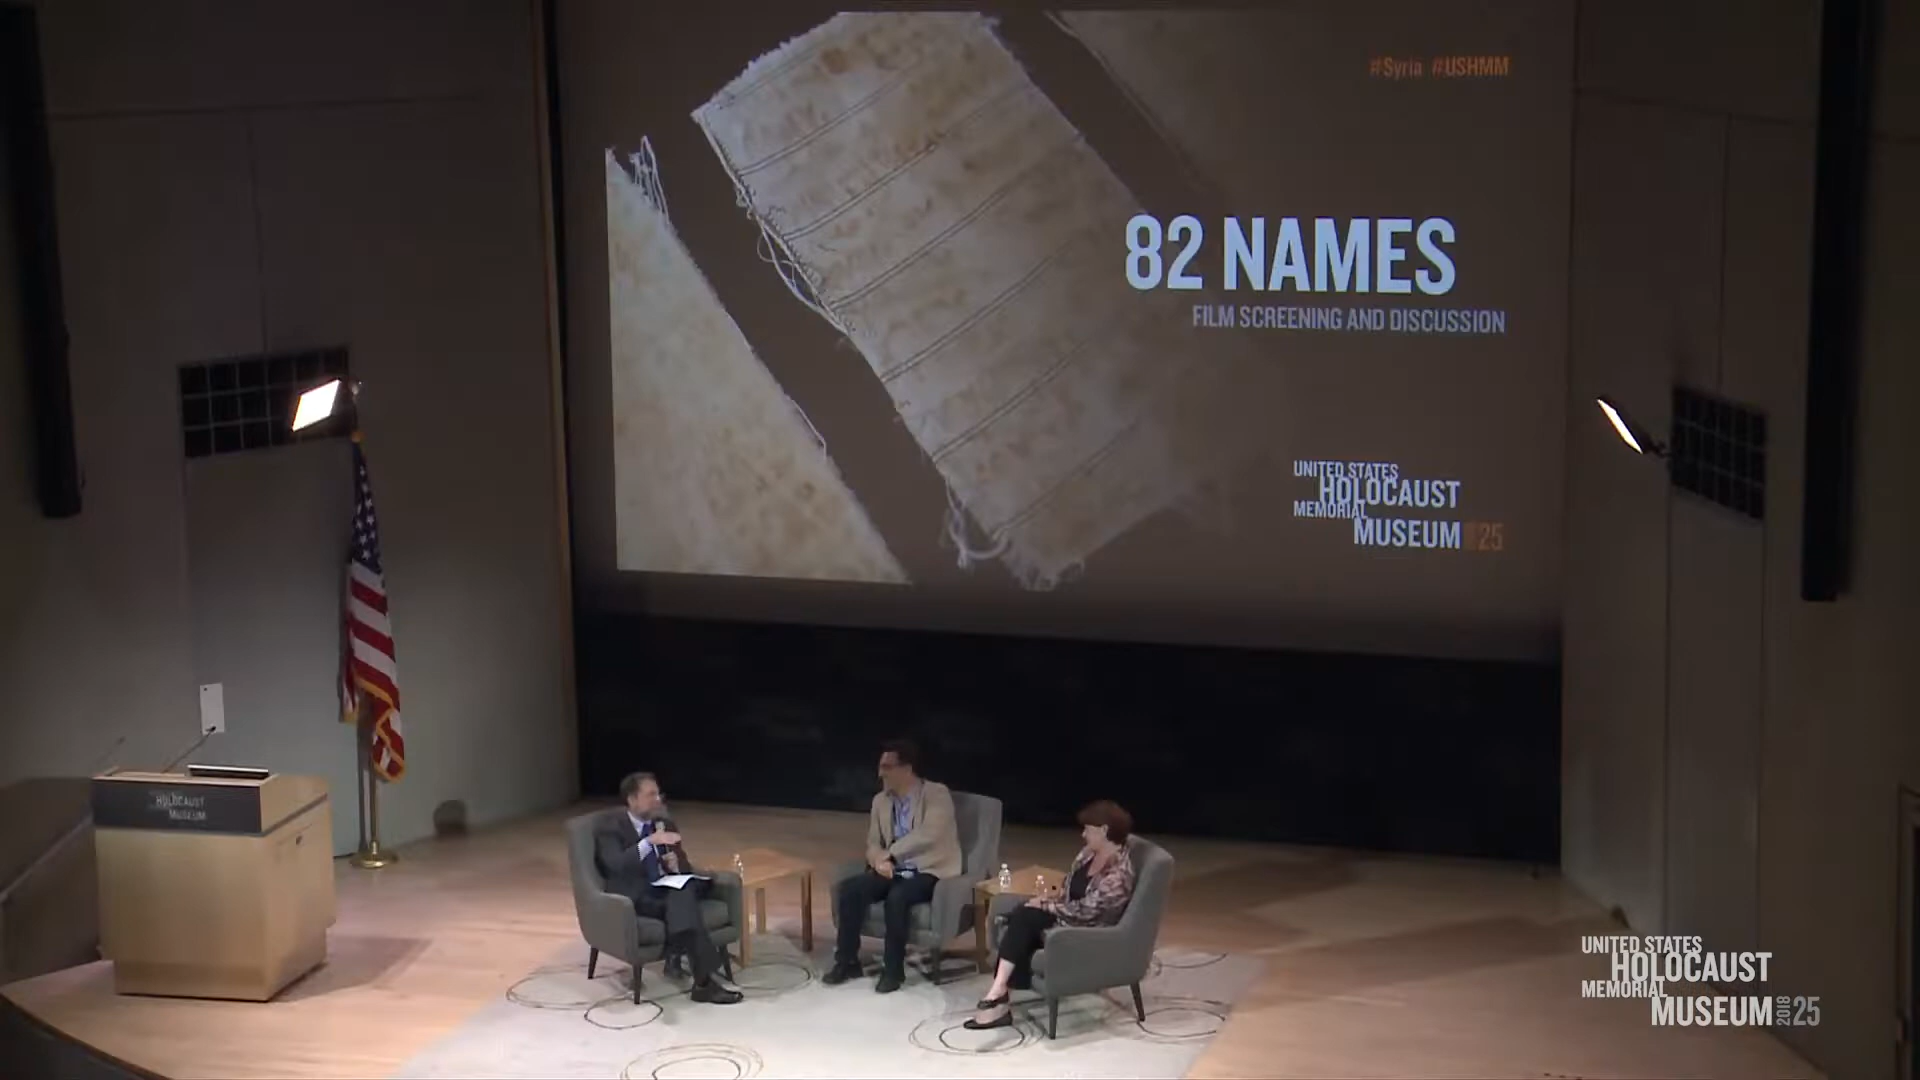 #Syria #USHMM
82 NAMES
FILM SCREENING AND DISCUSSION
UNITED STATES
HOLOCAUST
MEMORIAL
MUSEUM 25
HOLOCAUST
MUSEUM
UNITED STATES
HOLOCAUST
MEMORIAL
MUSEUM 2018 25